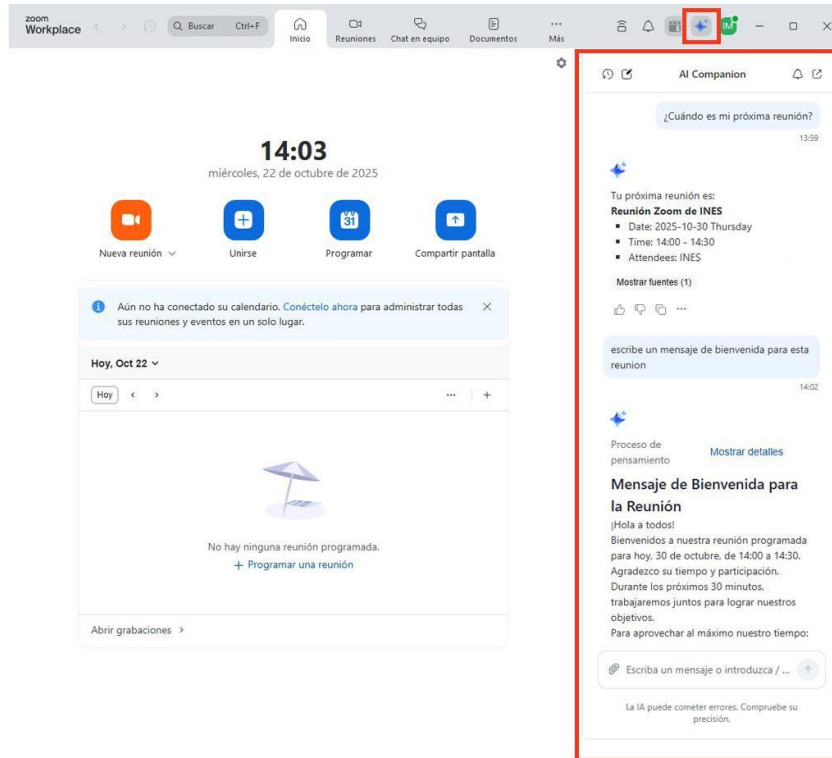 zoom
Workplace
Buscar Ctrl+F
Inicio
Reuniones
Chat en equipo
Documentos
Más
IM
14:03
miércoles, 22 de octubre de 2025
31
Nueva reunión
Unirse
Programar
Compartir pantalla
Aún no ha conectado su calendario. Conéctelo ahora para administrar todas
sus reuniones y eventos en un solo lugar.
Hoy, Oct 22
Hoy
No hay ninguna reunión programada.
+ Programar una reunión
Abrir grabaciones
AI Companion
¿Cuándo es mi próxima reunión?
13:59
Tu próxima reunión es:
Reunión Zoom de INES
Date: 2025-10-30 Thursday
Time: 14:00 - 14:30
Attendees: INES
Mostrar fuentes (1)
escribe un mensaje de bienvenida para esta
reunion
14:02
Proceso de
pensamiento
Mostrar detalles
Mensaje de Bienvenida para
la Reunión
¡Hola a todos!
Bienvenidos a nuestra reunión programada
para hoy, 30 de octubre, de 14:00 a 14:30.
Agradezco su tiempo y participación.
Durante los próximos 30 minutos,
trabajaremos juntos para lograr nuestros
objetivos.
Para aprovechar al máximo nuestro tiempo:
Escriba un mensaje o introduzca / ...
La IA puede cometer errores. Compruebe su
precisión.